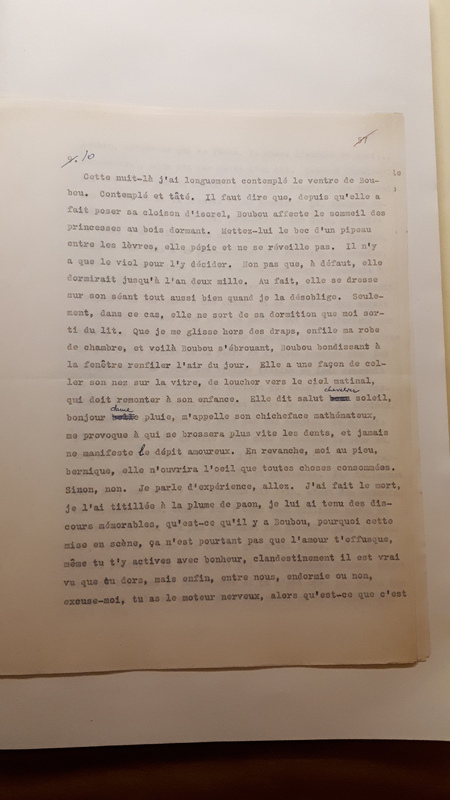 g. 10
Cette nuit-là j'ai longuement contemplé le ventre de Bou-
bou. Contemplé et tâté. Il faut dire que, depuis qu'elle a
fait poser sa cloison d'isorel, Boubou affecte le sommeil des
princesses au bois dormant. Mettez-lui le bec d'un pipeau
entre les lèvres, elle pépie et ne se réveille pas. Il n'y
a que le viol pour l'y décider. Non pas que, à défaut, elle
dormirait jusqu'à l'an deux mille. Au fait, elle se dresse
sur son séant tout aussi bien quand je la désoblige. Seule-
ment, dans ce cas, elle ne sort de sa dormition que moi sor-
ti du lit. Que je me glisse hors des draps, enfile ma robe
de chambre, et voilà Boubou s'ébrouant, Boubou bondissant à
la fenêtre renifler l'air du jour. Elle a une façon de col-
ler son nez sur la vitre, de loucher vers le ciel matinal,
qui doit remonter à son enfance. Elle dit salut chevelu soleil,
bonjour dame pluie, m'appelle son chicheface mathémateux,
me provoque à qui ne brossera plus vite les dents, et jamais
ne manifeste le dépit amoureux. En revanche, moi au pieu,
bernique, elle n'ouvrira l'oeil que toutes choses consommées.
Sinon, non. Je parle d'expérience, allez. J'ai fait le mort,
je l'ai titillée à la plume de paon, je lui ai tenu des dis-
cours mémorables, qu'est-ce qu'il y a Boubou, pourquoi cette
mise en scène, ça n'est pourtant pas que l'amour t'offusque,
même tu t'y actives avec bonheur, clandestinement il est vrai
vu que tu dors, mais enfin, entre nous, endormie ou non,
excuse-moi, tu as le moteur nerveux, alors qu'est-ce que c'est